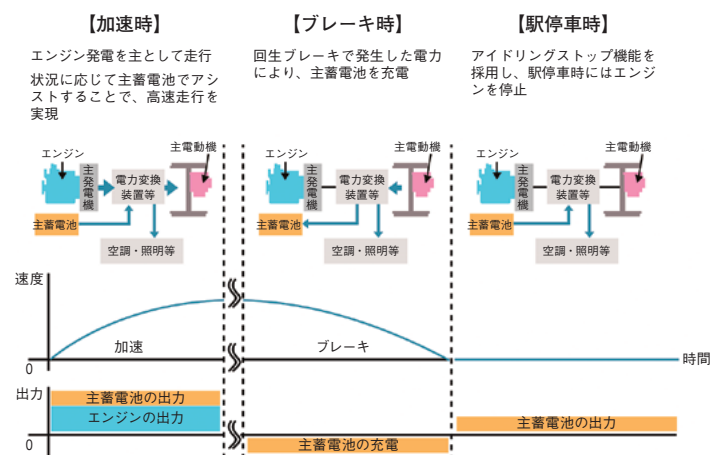 【加速時】
エンジン発電を主として走行
状況に応じて主蓄電池でアシ
ストすることで、高速走行を
実現
【ブレーキ時】
回生ブレーキで発生した電力
により、主蓄電池を充電
【駅停車時】
アイドリングストップ機能を
採用し、駅停車時にはエンジ
ンを停止
エンジン
主電動機
主発電機
電力変換
装置等
主蓄電池
空調・照明等
エンジン
主電動機
主発電機
電力変換
装置等
主蓄電池
空調・照明等
エンジン
主電動機
主発電機
電力変換
装置等
主蓄電池
空調・照明等
速度
加速
ブレーキ
時間
0
出力
主蓄電池の出力
エンジンの出力
主蓄電池の出力
0
主蓄電池の充電